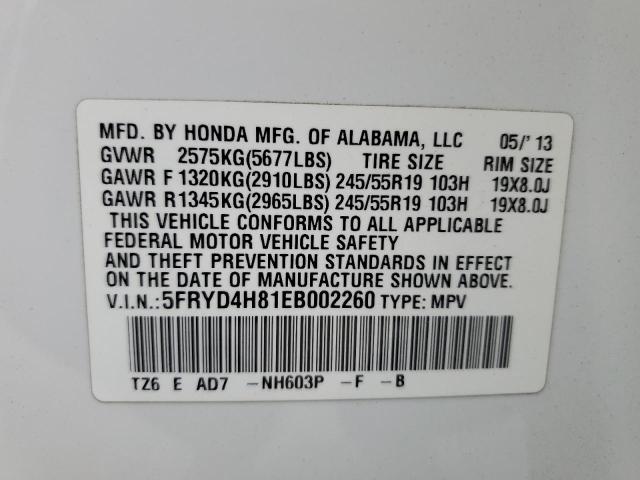 MFD. BY HONDA MFG. OF ALABAMA, LLC 05/'13
GVWR 2575KG(5677LBS) TIRE SIZE RIM SIZE
GAWR F 1320KG(2910LBS) 245/55R19 103H 19X8.0J
GAWR R 1345KG(2965LBS) 245/55R19 103H 19X8.0J
THIS VEHICLE CONFORMS TO ALL APPLICABLE
FEDERAL MOTOR VEHICLE SAFETY
AND THEFT PREVENTION STANDARDS IN EFFECT
ON THE DATE OF MANUFACTURE SHOWN ABOVE.
V.I.N.: 5FRYD4H81EB002260 TYPE: MPV
TZ6 E AD7 -NH603P -F -B